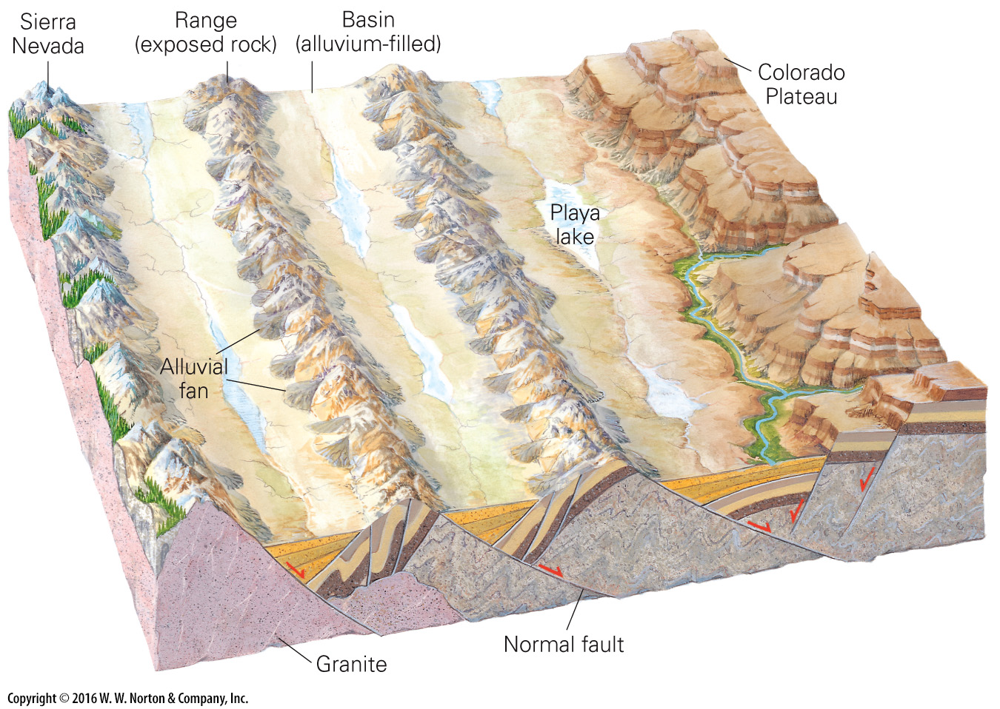 Sierra
Nevada
Range
(exposed rock)
Basin
(alluvium-filled)
Colorado
Plateau
Playa
lake
Alluvial
fan
Normal fault
Granite
Copyright © 2016 W. W. Norton & Company, Inc.